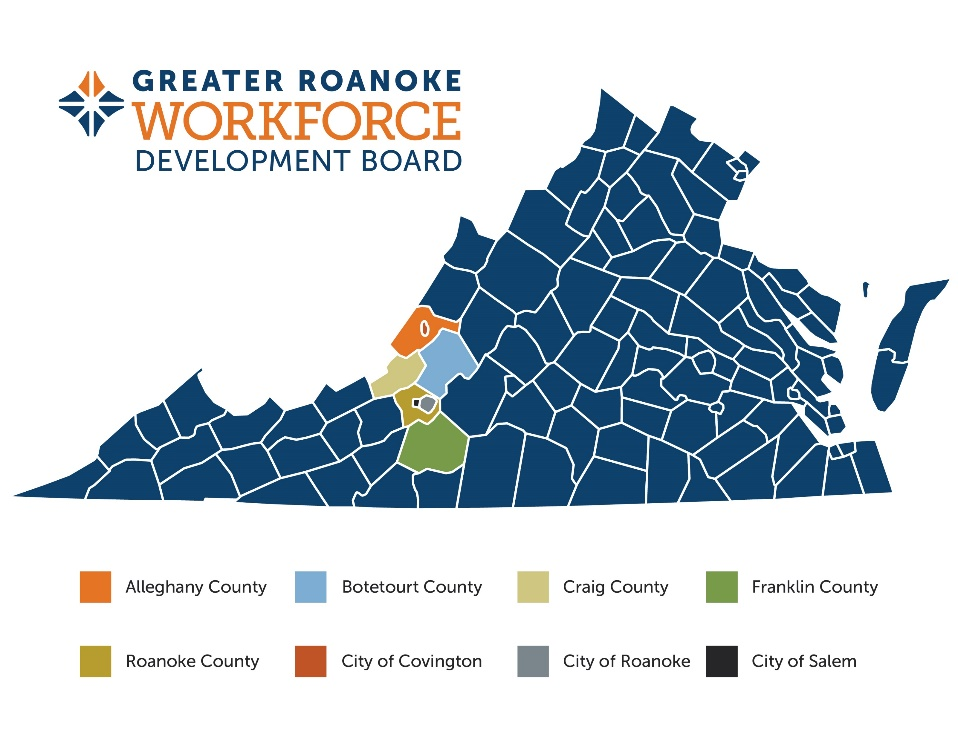 GREATER ROANOKE
WORKFORCE
DEVELOPMENT BOARD
Alleghany County
Botetourt County
Craig County
Franklin County
Roanoke County
City of Covington
City of Roanoke
City of Salem